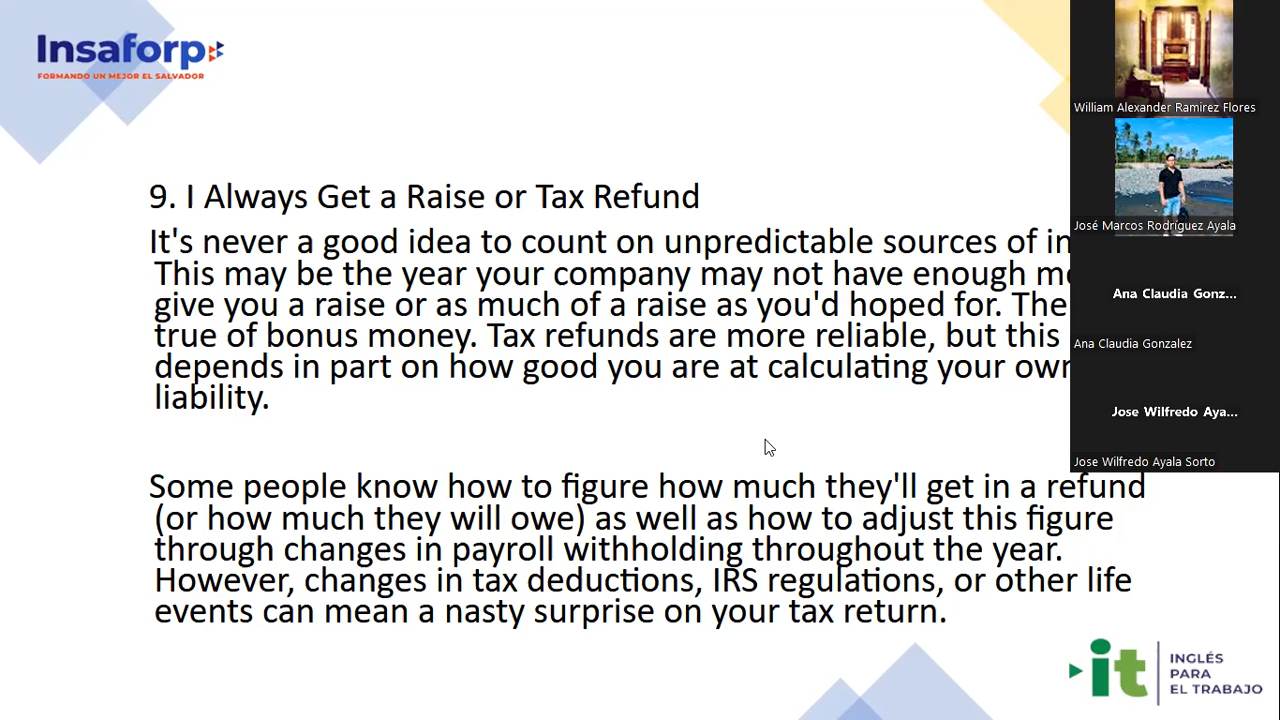 Insaforp
FORMANDO UN MEJOR EL SALVADOR
9. I Always Get a Raise or Tax Refund
It's never a good idea to count on unpredictable sources of
This may be the year your company may not have enough
give you a raise or as much of a raise as you'd hoped for. The
true of bonus money. Tax refunds are more reliable, but this
depends in part on how good you are at calculating your
liability.
Some people know how to figure how much they'll get in a refund
(or how much they will owe) as well as how to adjust this figure
through changes in payroll withholding throughout the year.
However, changes in tax deductions, IRS regulations, or other life
events can mean a nasty surprise on your tax return.
William Alexander Ramirez Flores
José Marcos Rodríguez Ayala
Ana Claudia Gonz...
Ana Claudia Gonzalez
Jose Wilfredo Aya...
Jose Wilfredo Ayala Sorto
it
INGLÉS
PARA
EL TRABAJO